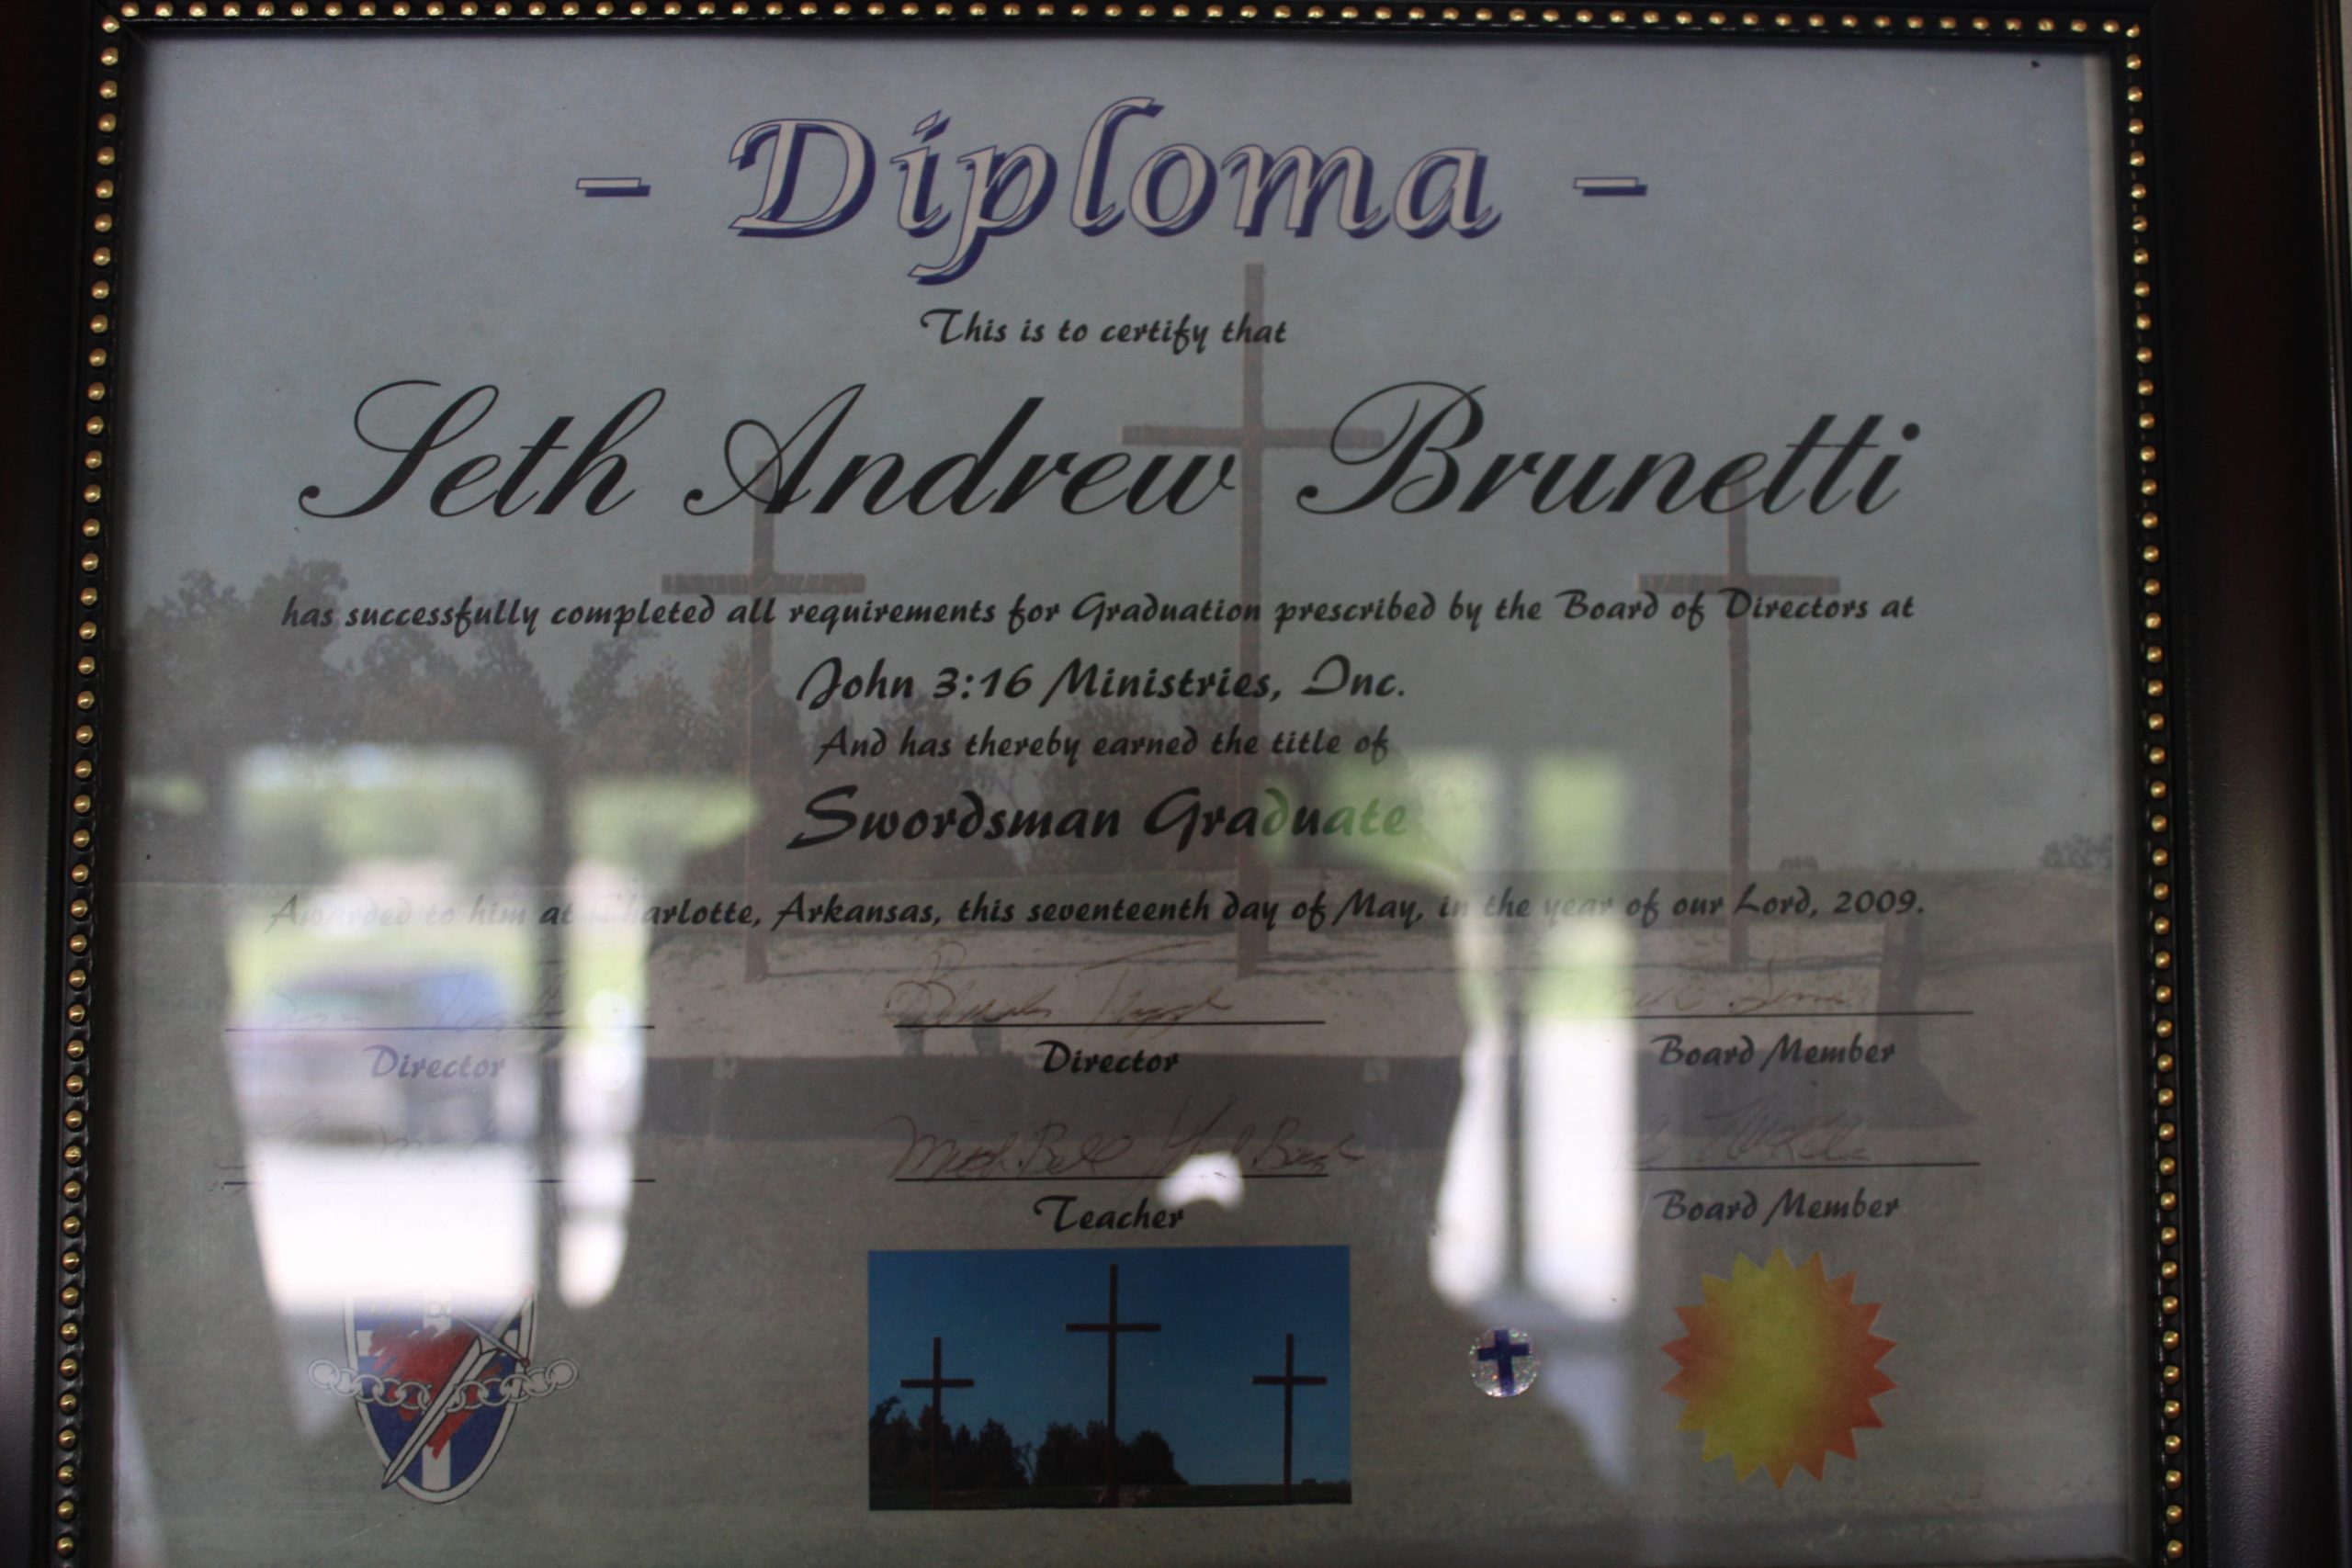 - Diploma -
This is to certify that
Seth Andrew Brunetti
has successfully completed all requirements for Graduation prescribed by the Board of Directors at
John 3:16 Ministries, Inc.
And has thereby earned the title of
Swordsman Graduate
Awarded to him at Charlotte, Arkansas, this seventeenth day of May, in the year of our Lord, 2009.
Director
Director
Board Member
Teacher
Board Member